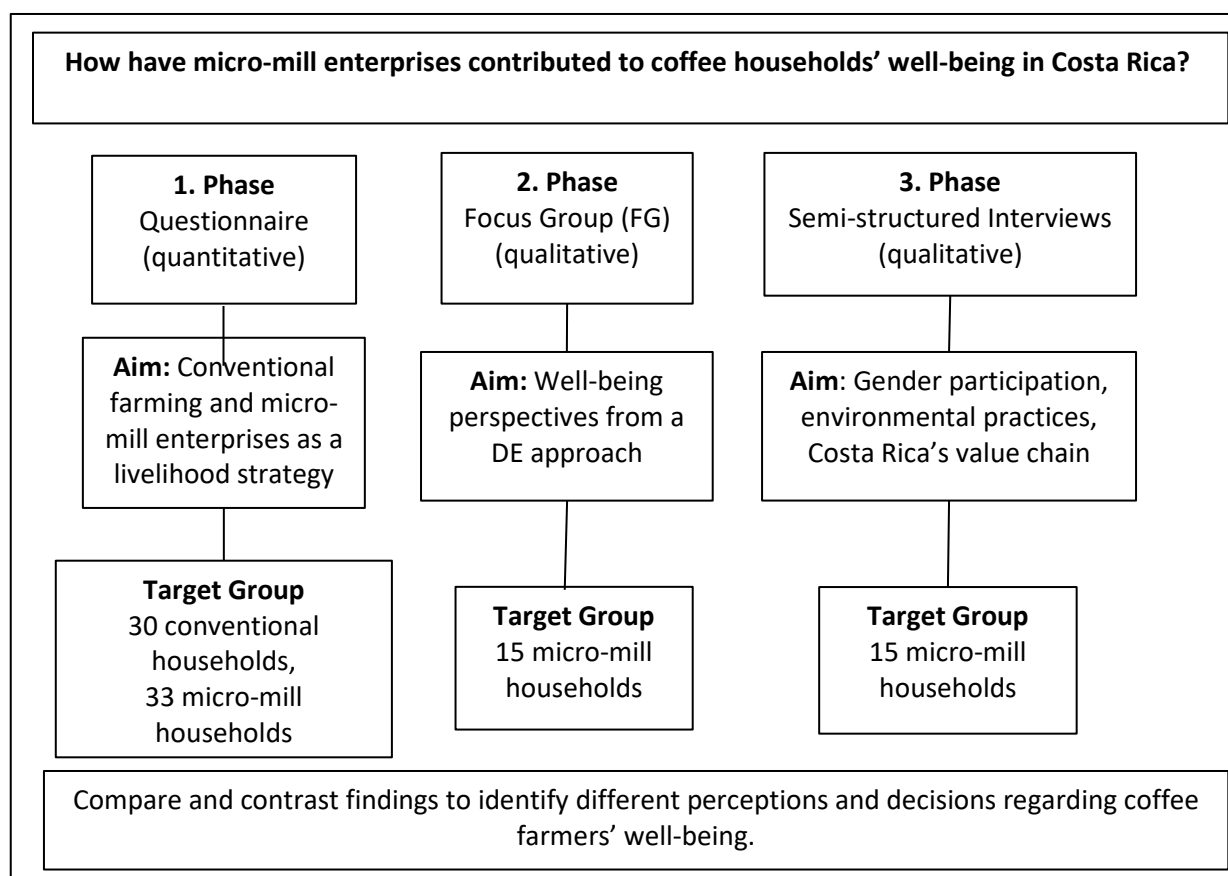 How have micro-mill enterprises contributed to coffee households’ well-being in Costa Rica?
1. Phase
Questionnaire
(quantitative)
2. Phase
Focus Group (FG)
(qualitative)
3. Phase
Semi-structured Interviews
(qualitative)
Aim: Conventional
farming and micro-
mill enterprises as a
livelihood strategy
Aim: Well-being
perspectives from a
DE approach
Aim: Gender participation,
environmental practices,
Costa Rica’s value chain
Target Group
30 conventional
households,
33 micro-mill
households
Target Group
15 micro-mill
households
Target Group
15 micro-mill
households
Compare and contrast findings to identify different perceptions and decisions regarding coffee
farmers’ well-being.